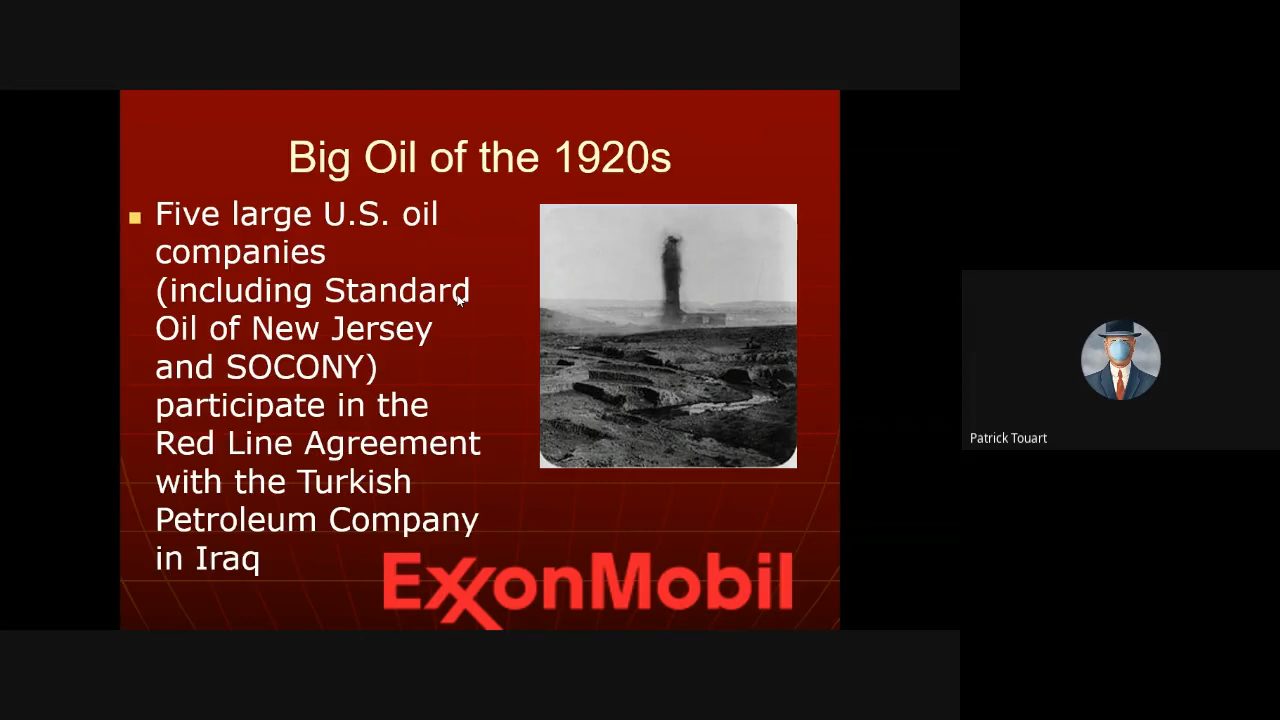 Big Oil of the 1920s
Five large U.S. oil
companies
(including Standard
Oil of New Jersey
and SOCONY)
participate in the
Red Line Agreement
with the Turkish
Petroleum Company
in Iraq
ExxonMobil
Patrick Touart